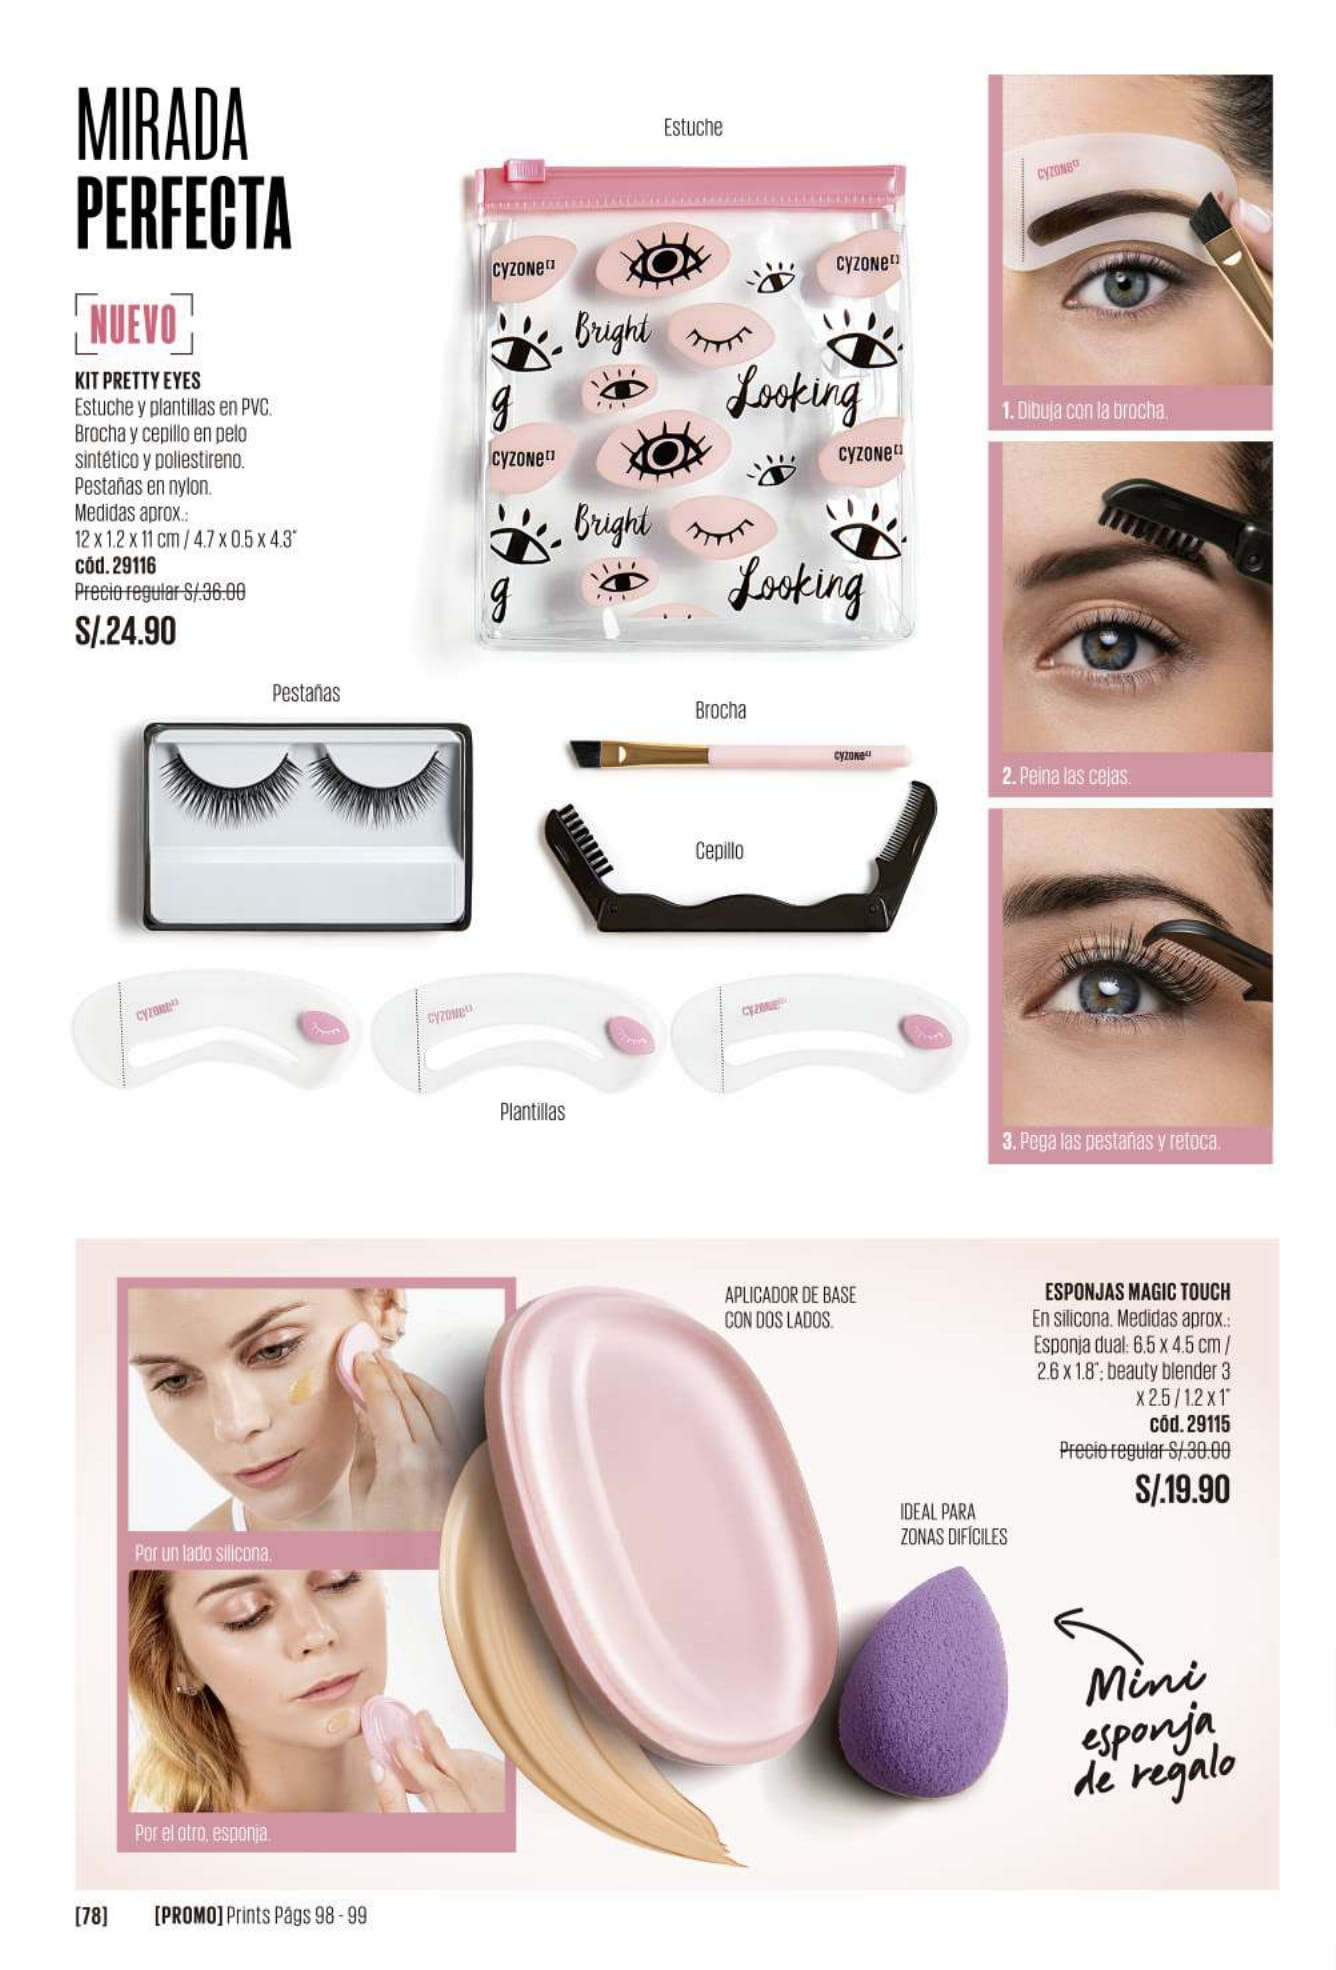 MIRADA
PERFECTA
NUEVO
KIT PRETTY EYES
Estuche y plantillas en PVC.
Brocha y cepillo en pelo
sintético y poliestireno.
Pestañas en nylon.
Medidas aprox.:
12 x 1.2 x 11 cm / 4.7 x 0.5 x 4.3"
cód. 29116
Precio regular S/.36.00
S/.24.90
Estuche
cyzone
cyzone
Bright
g
Looking
cyzone
cyzone
Bright
g
Looking
cyzone
1. Dibuja con la brocha.
2. Peina las cejas.
3. Pega las pestañas y retoca.
Pestañas
Brocha
cyzone
Cepillo
cyzone
cyzone
cyzone
Plantillas
Por un lado silicona.
Por el otro, esponja.
APLICADOR DE BASE
CON DOS LADOS.
ESPONJAS MAGIC TOUCH
En silicona. Medidas aprox.:
Esponja dual: 6.5 x 4.5 cm /
2.6 x 1.8"; beauty blender 3
x 2.5 / 1.2 x 1"
cód. 29115
Precio regular S/.30.00
S/.19.90
IDEAL PARA
ZONAS DIFÍCILES
Mini
esponja
de regalo
[78] [PROMO] Prints Págs 98 - 99